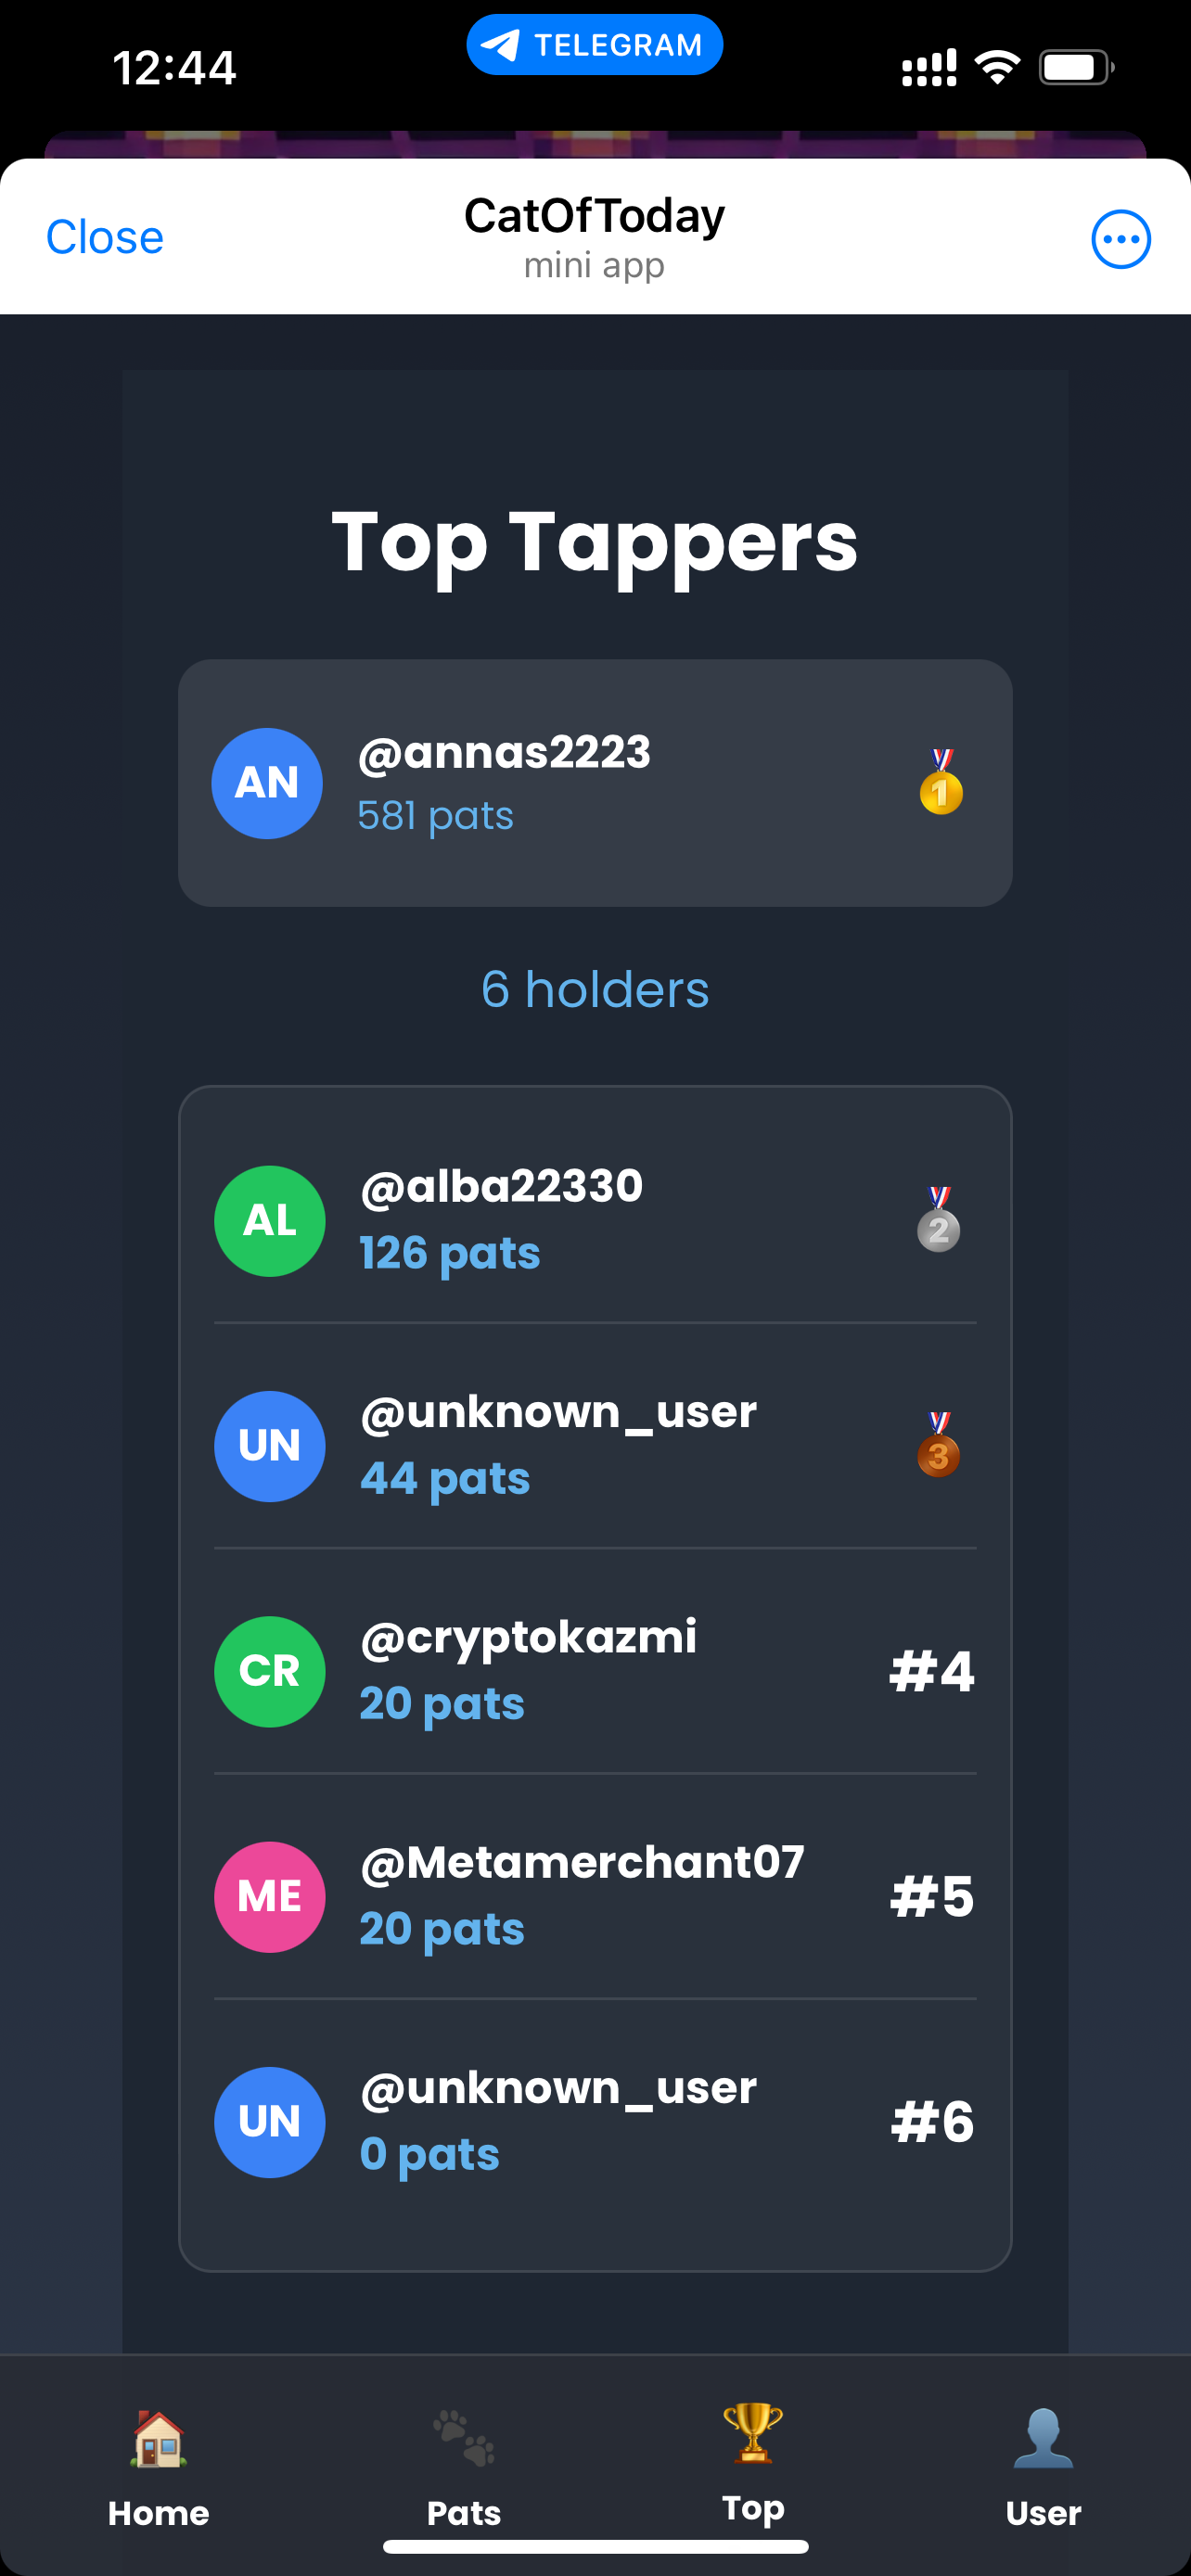 12:44
TELEGRAM
Close
CatOfToday
mini app
Top Tappers
AN
@annas2223
581 pats
1
6 holders
AL
@alba22330
126 pats
2
UN
@unknown_user
44 pats
3
CR
@cryptokazmi
20 pats
#4
ME
@Metamerchant07
20 pats
#5
UN
@unknown_user
0 pats
#6
Home
Pats
Top
User